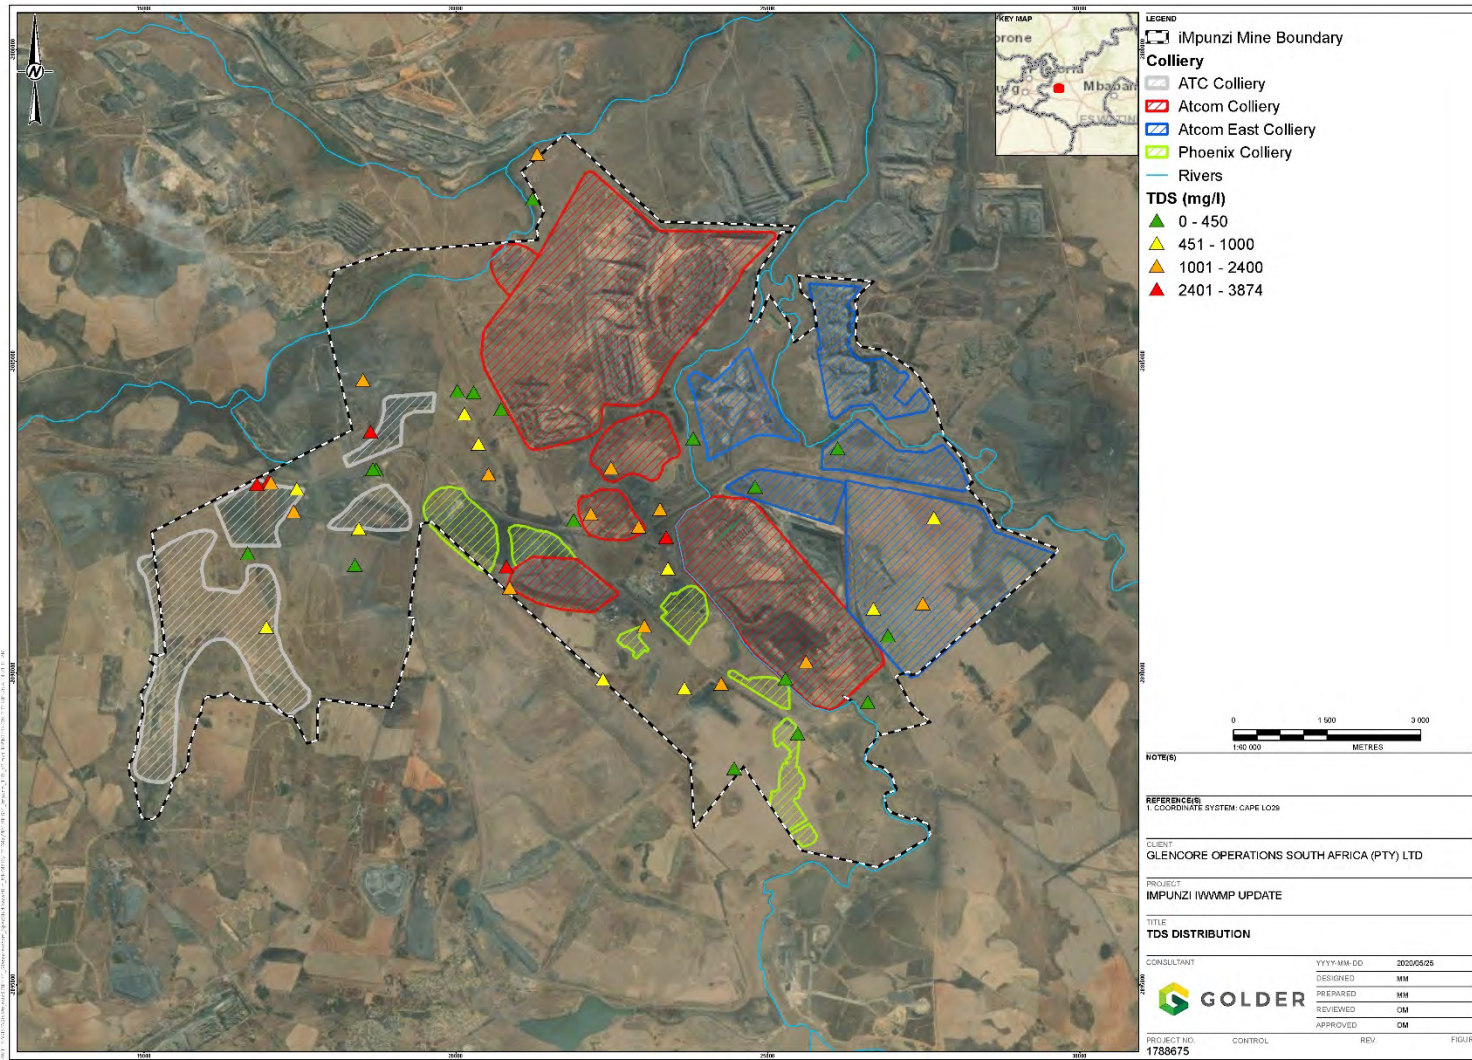 KEY MAP
Mbaban
ESWATIN
N
LEGEND
iMpunzi Mine Boundary
Colliery
ATC Colliery
Atcom Colliery
Atcom East Colliery
Phoenix Colliery
Rivers
TDS (mg/l)
0 - 450
451 - 1000
1001 - 2400
2401 - 3874
0 1 500 3 000
1:60 000 METRES
NOTE(S)
REFERENCE(S)
1. COORDINATE SYSTEM: CAPE LO29
CLIENT
GLENCORE OPERATIONS SOUTH AFRICA (PTY) LTD
PROJECT
IMPUNZI IWWMP UPDATE
TITLE
TDS DISTRIBUTION
CONSULTANT
GOLDER
YYYY-MM-DD 2020/05/25
DESIGNED MM
PREPARED MM
REVIEWED OM
APPROVED OM
PROJECT NO. CONTROL REV. FIGUR
1788675